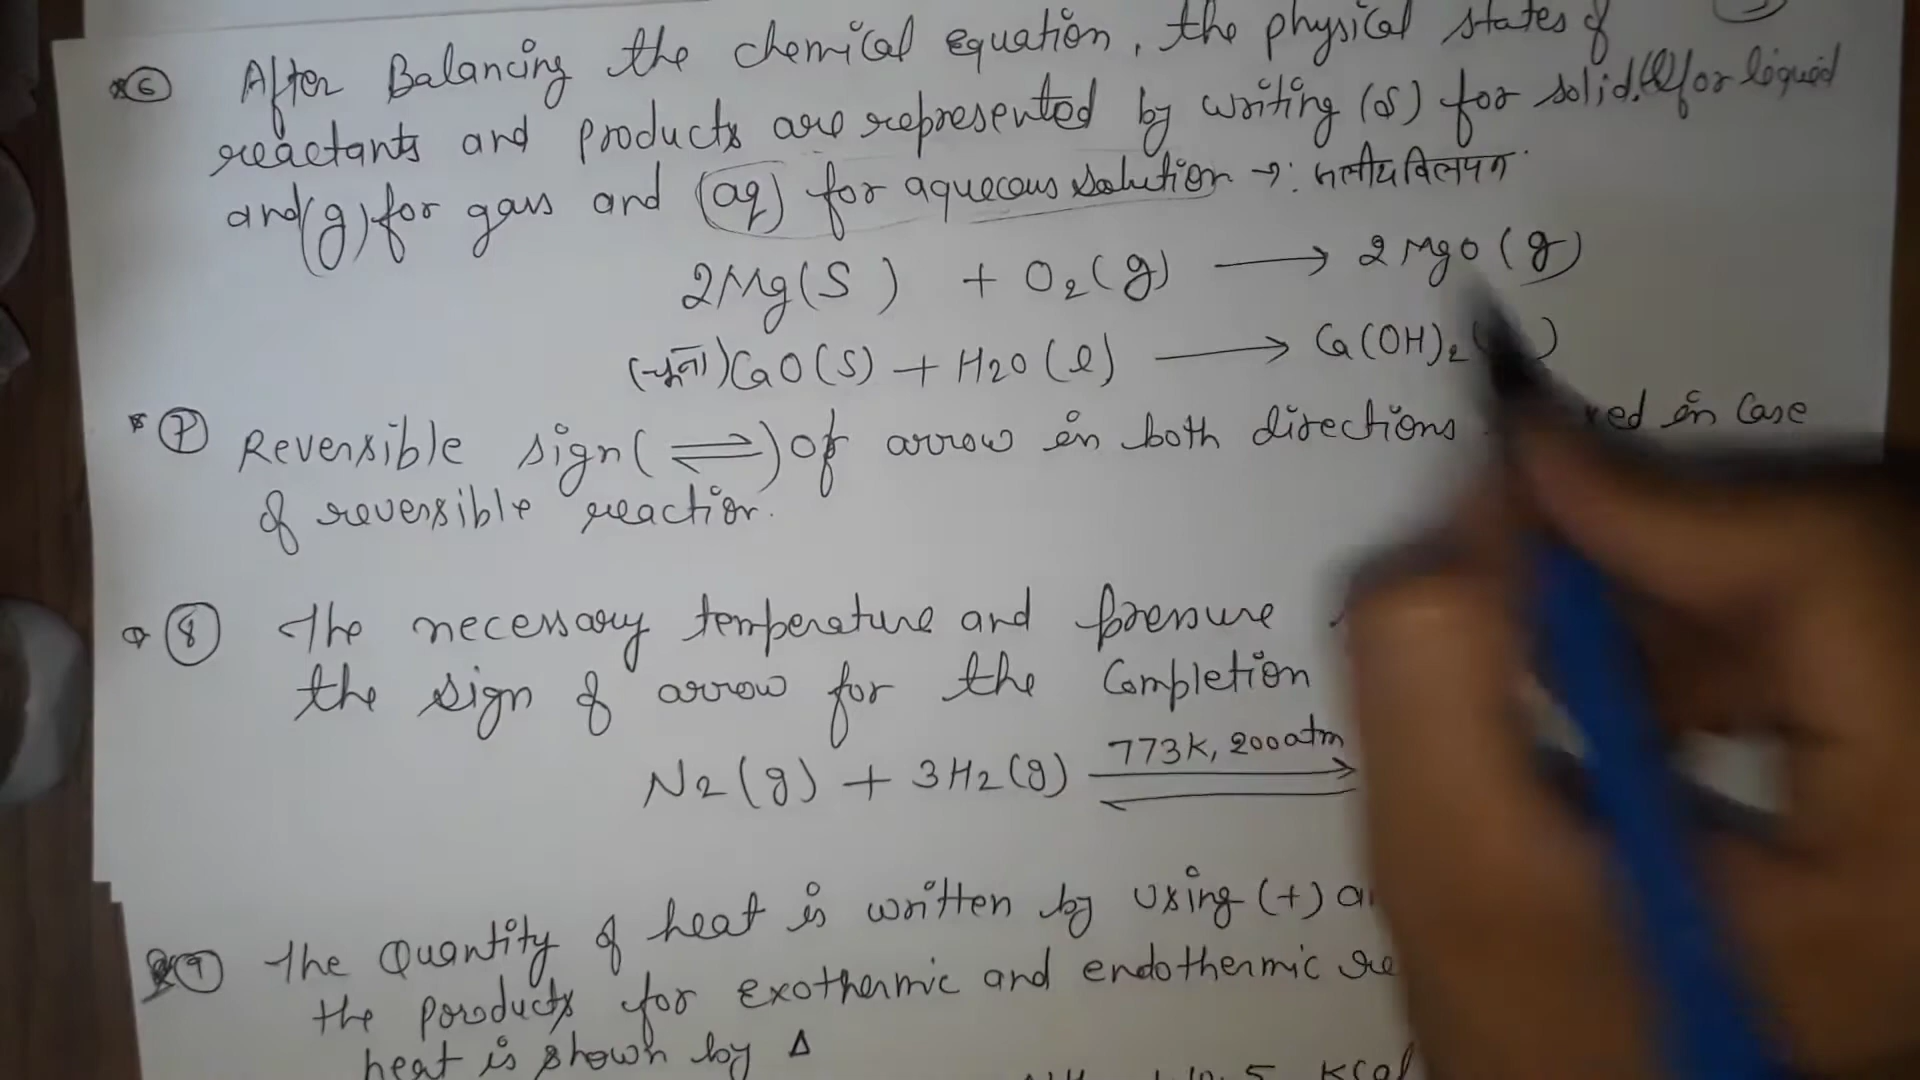 6 After Balancing the chemical equation, the physical states of
reactants and products are represented by writing (s) for solid,(l)for liquid
and(g)for gas and (aq) for aqueous solution →: जलीय विलयन
2Mg(S) + O2(g) → 2MgO(g)
(चूना)CaO(S) + H2O(l) → Ca(OH)2
7 Reversible sign(⇌)of arrow in both directions in Case
of reversible reaction.
8 The necessary temperature and pressure
the sign of arrow for the Completion
N2(g) + 3H2(g) ⇌ 773K, 200atm
9 The Quantity of heat is written by using (+)
the products for exothermic and endothermic
heat is shown by Δ
Kcal